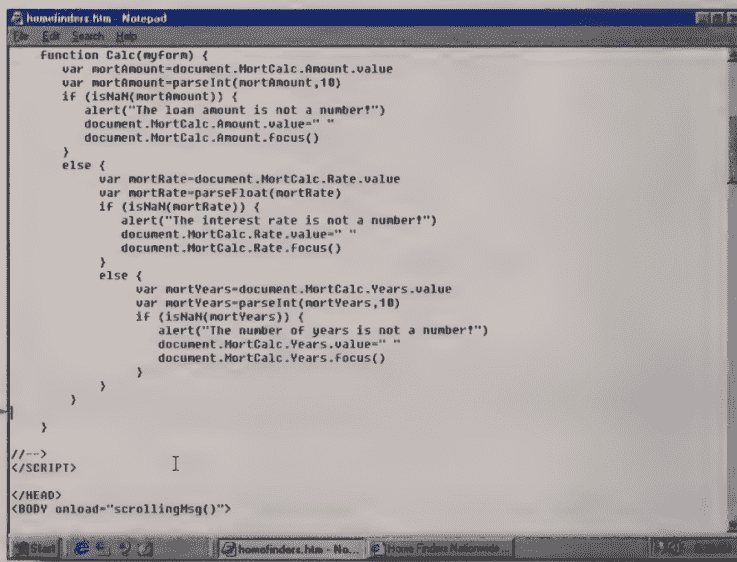 homefinders.htm - Notepad
File Edit Search Help
function Calc(myform) {
var mortAmount=document.MortCalc.Amount.value
var mortAmount=parseInt(mortAmount,10)
if (isNaN(mortAmount)) {
alert("The loan amount is not a number!")
document.MortCalc.Amount.value=" "
document.MortCalc.Amount.focus()
}
else {
var mortRate=document.MortCalc.Rate.value
var mortRate=parseFloat(mortRate)
if (isNaN(mortRate)) {
alert("The interest rate is not a number!")
document.MortCalc.Rate.value=" "
document.MortCalc.Rate.focus()
}
else {
var mortYears=document.MortCalc.Years.value
var mortYears=parseInt(mortYears,10)
if (isNaN(mortYears)) {
alert("The number of years is not a number!")
document.MortCalc.Years.value=" "
document.MortCalc.Years.focus()
}
}
}
}
//-->
</SCRIPT>
</HEAD>
<BODY onload="scrollingMsg()">
Start homefinders.htm - No... Home Finders Nationwide ...